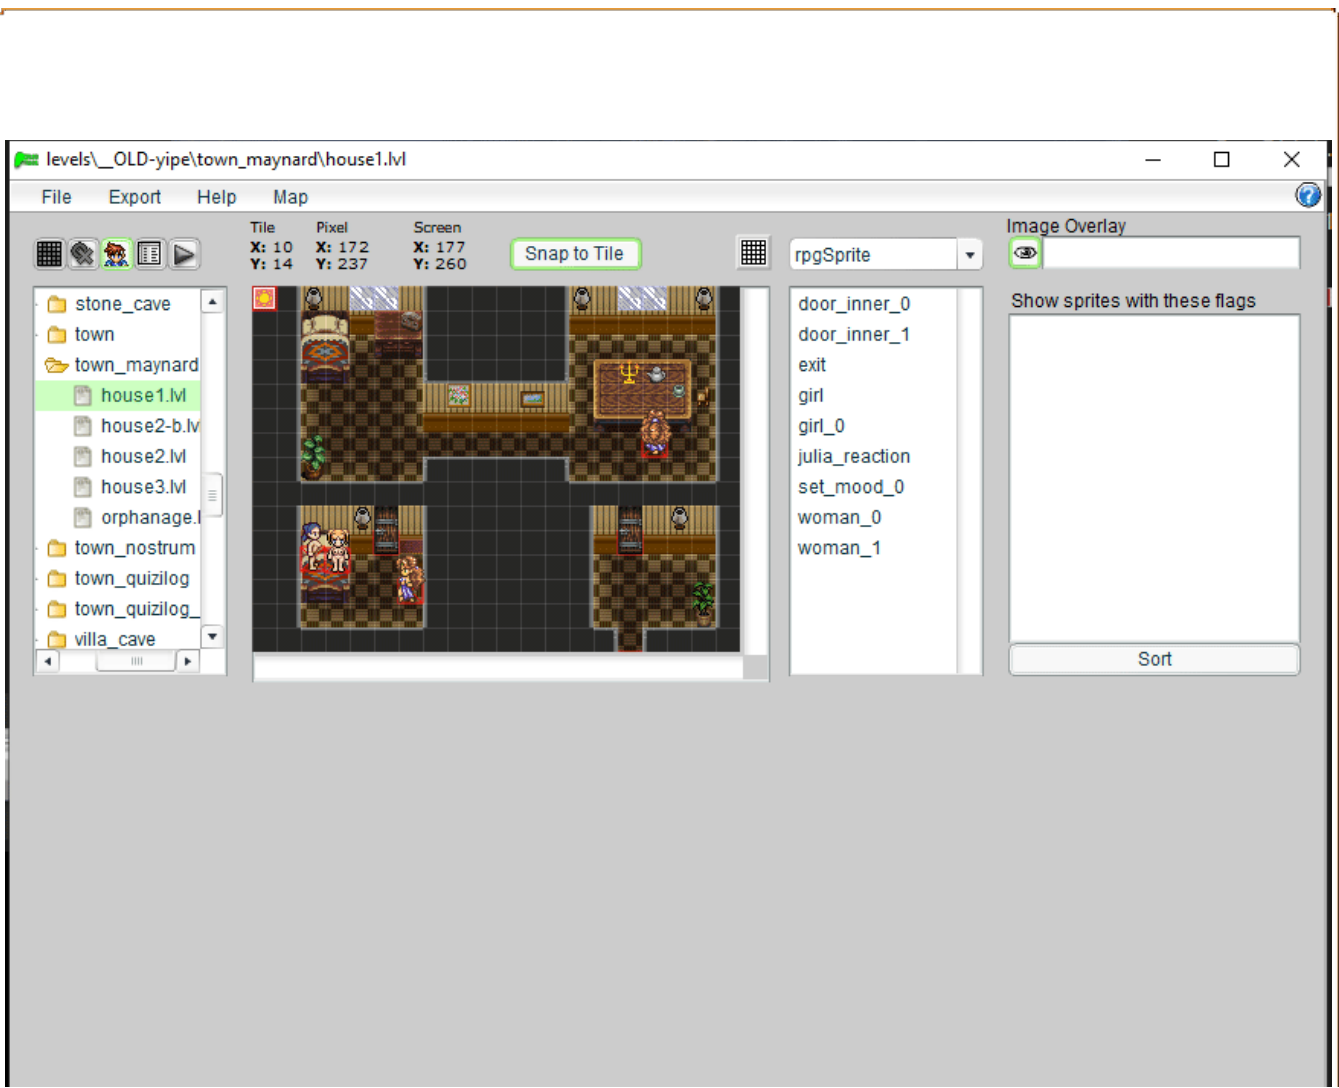 levels\__OLD-yipe\town_maynard\house1.lvl
File Export Help Map
Tile Pixel Screen
X: 10 X: 172 X: 177
Y: 14 Y: 237 Y: 260
Snap to Tile
rpgSprite
Image Overlay
stone_cave
town
town_maynard
house1.lvl
house2-b.lv
house2.lvl
house3.lvl
orphanage.l
town_nostrum
town_quizilog
town_quizilog_
villa_cave
door_inner_0
door_inner_1
exit
girl
girl_0
julia_reaction
set_mood_0
woman_0
woman_1
Show sprites with these flags
Sort